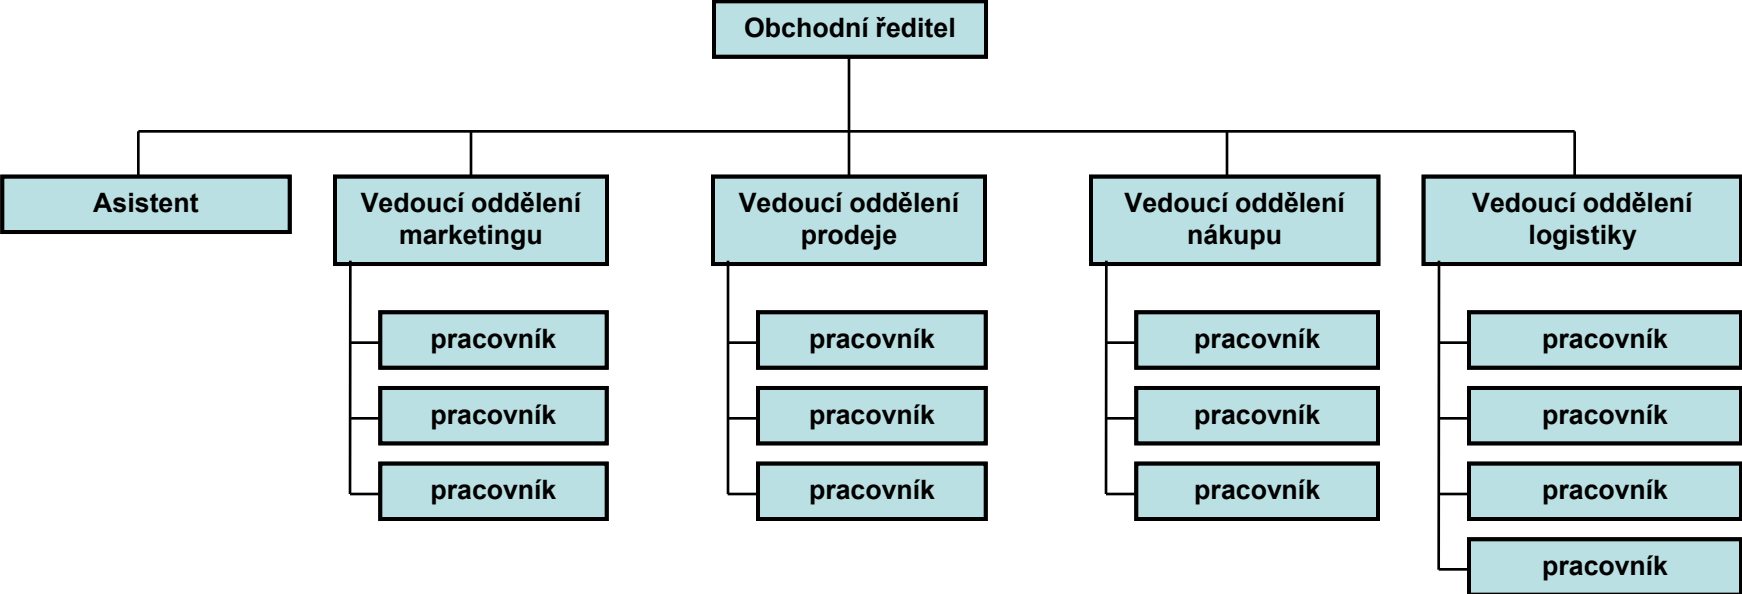 Obchodní ředitel
Asistent
Vedoucí oddělení
marketingu
Vedoucí oddělení
prodeje
Vedoucí oddělení
nákupu
Vedoucí oddělení
logistiky
pracovník
pracovník
pracovník
pracovník
pracovník
pracovník
pracovník
pracovník
pracovník
pracovník
pracovník
pracovník
pracovník